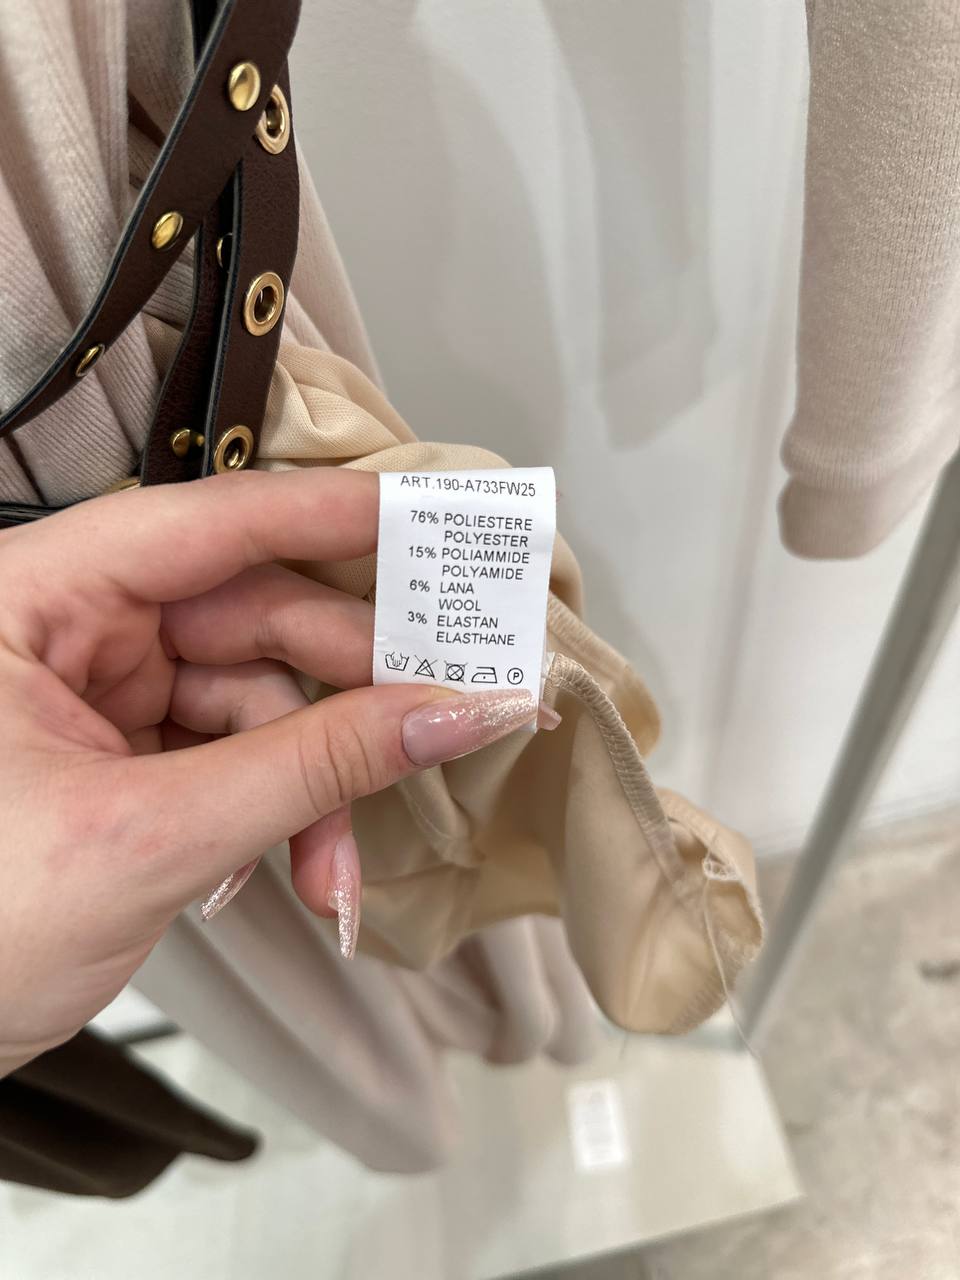 ART.190-A733FW25
76% POLIESTERE
POLYESTER
15% POLIAMMIDE
POLYAMIDE
6% LANA
WOOL
3% ELASTAN
ELASTHANE
P